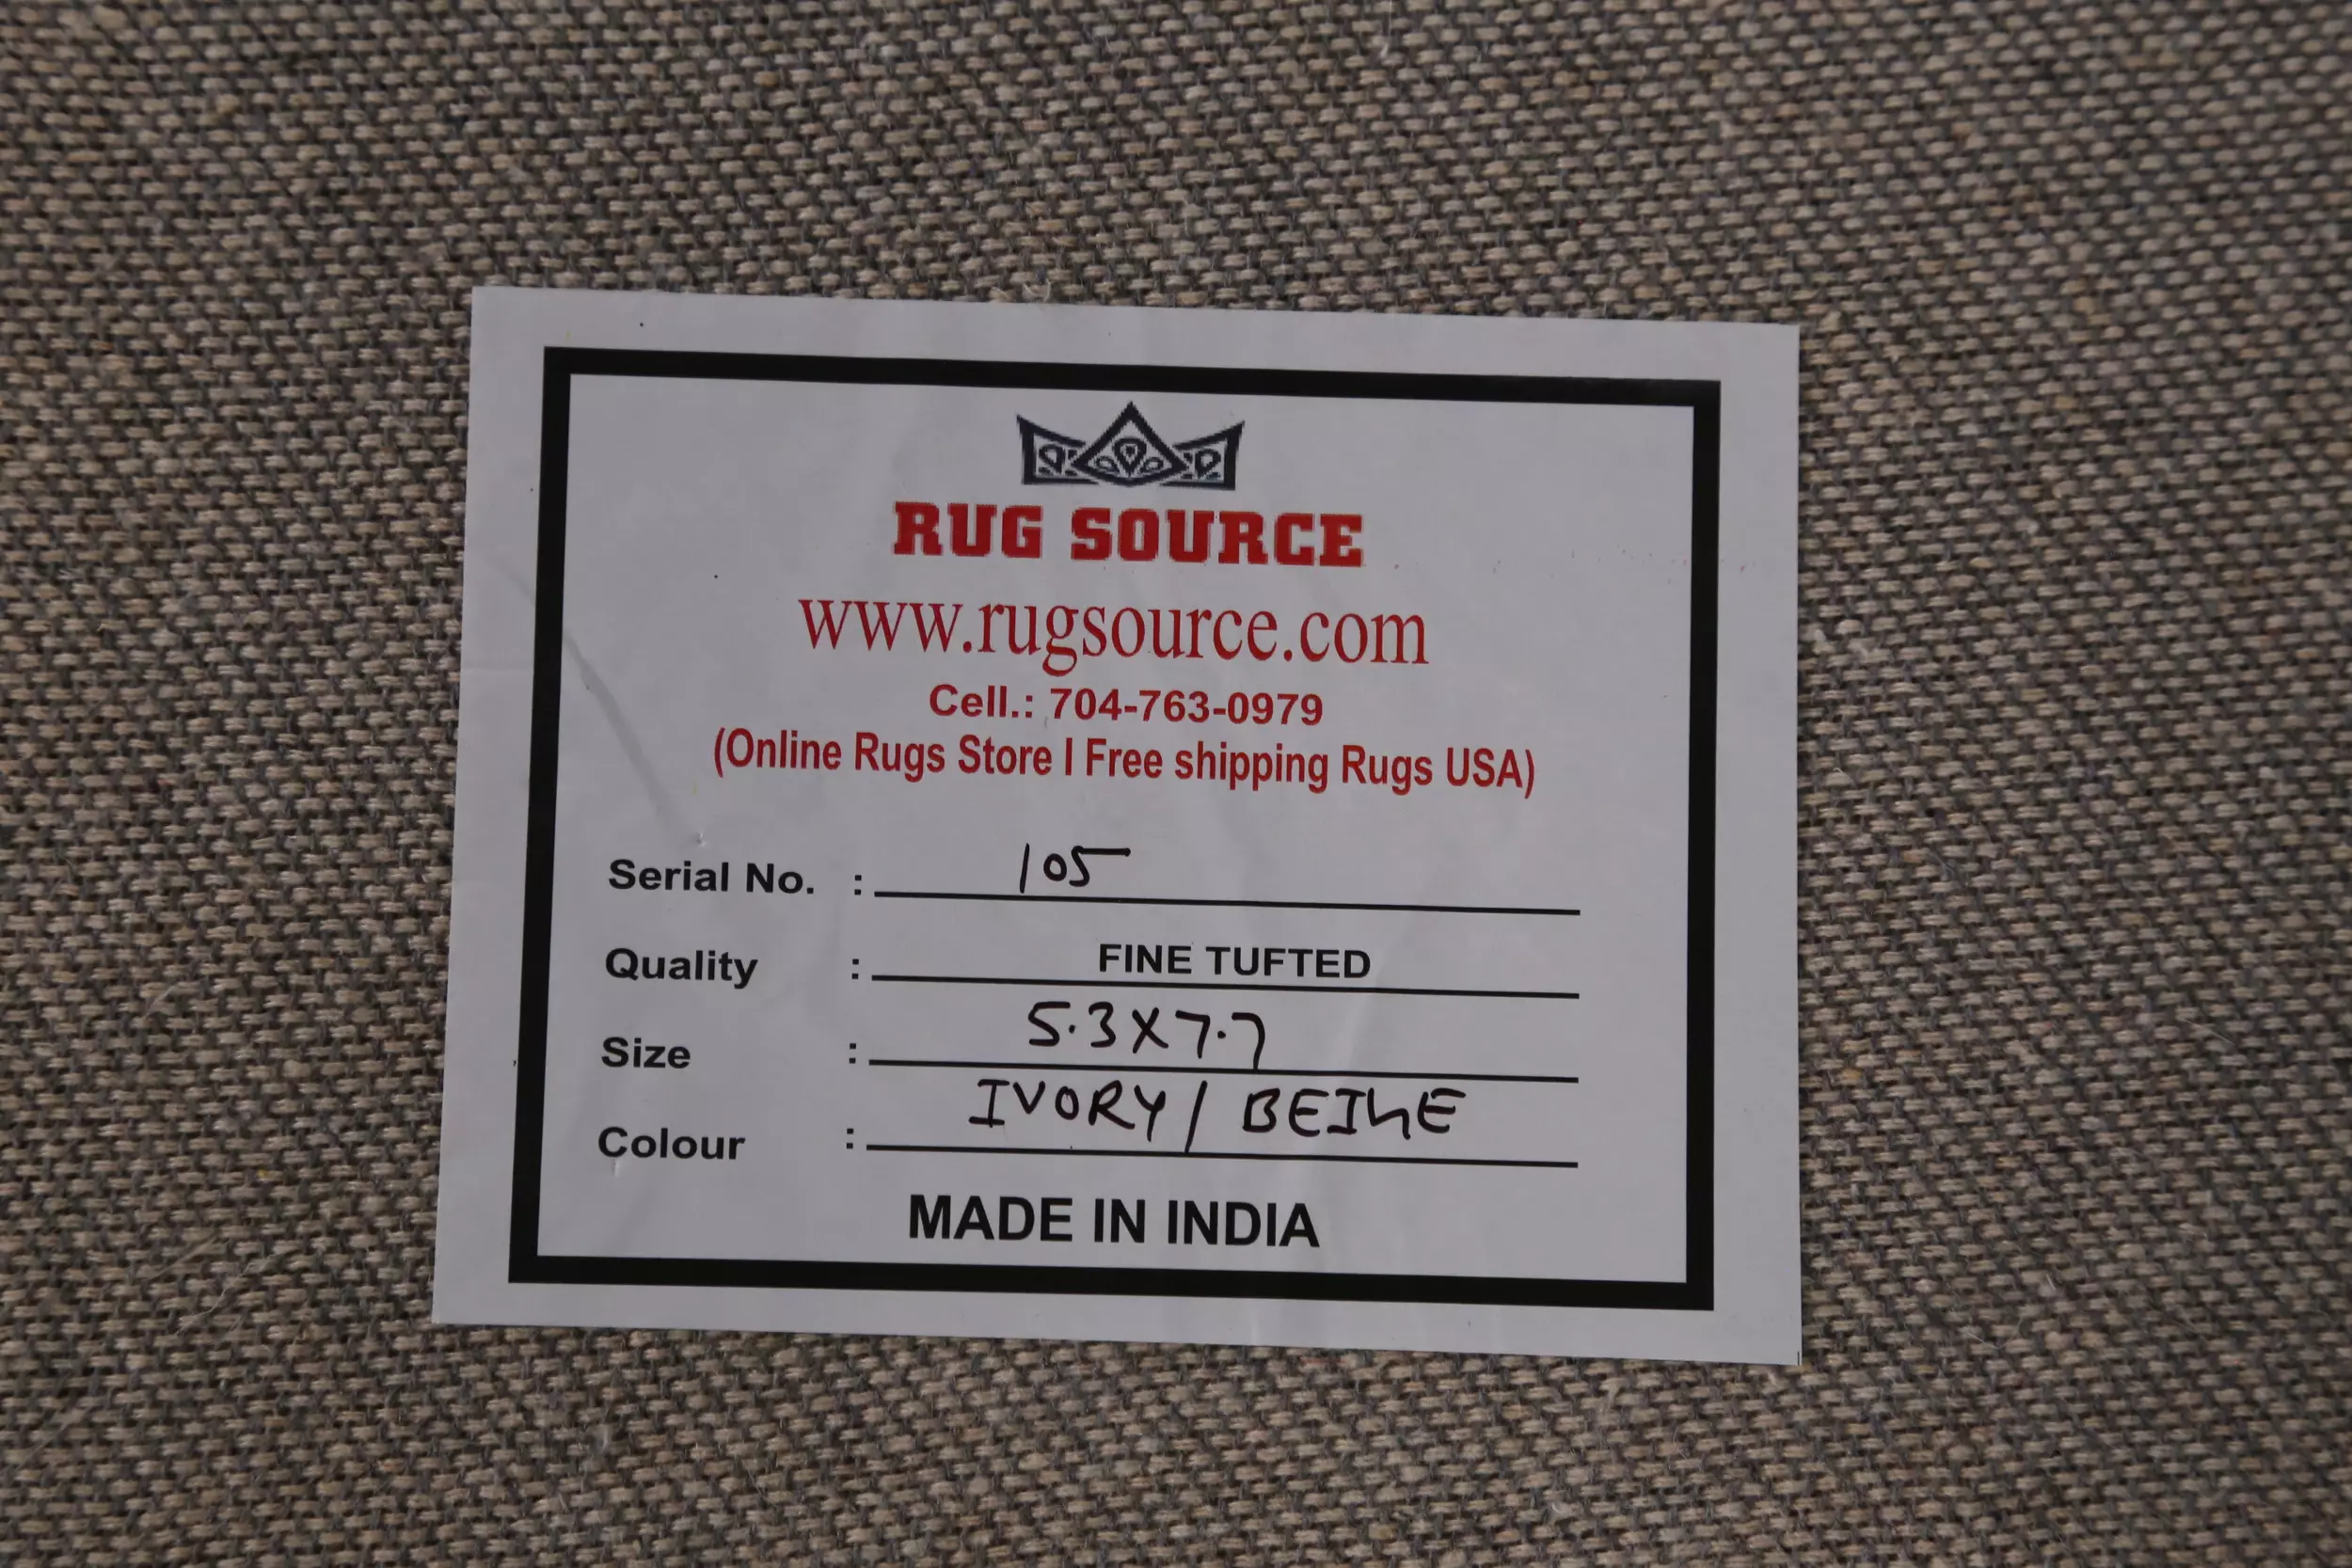 RUG SOURCE
www.rugsource.com
Cell.: 704-763-0979
(Online Rugs Store I Free shipping Rugs USA)
Serial No. : 105
Quality : FINE TUFTED
Size : 5.3X7.7
Colour : IVORY/ BEIGE
MADE IN INDIA